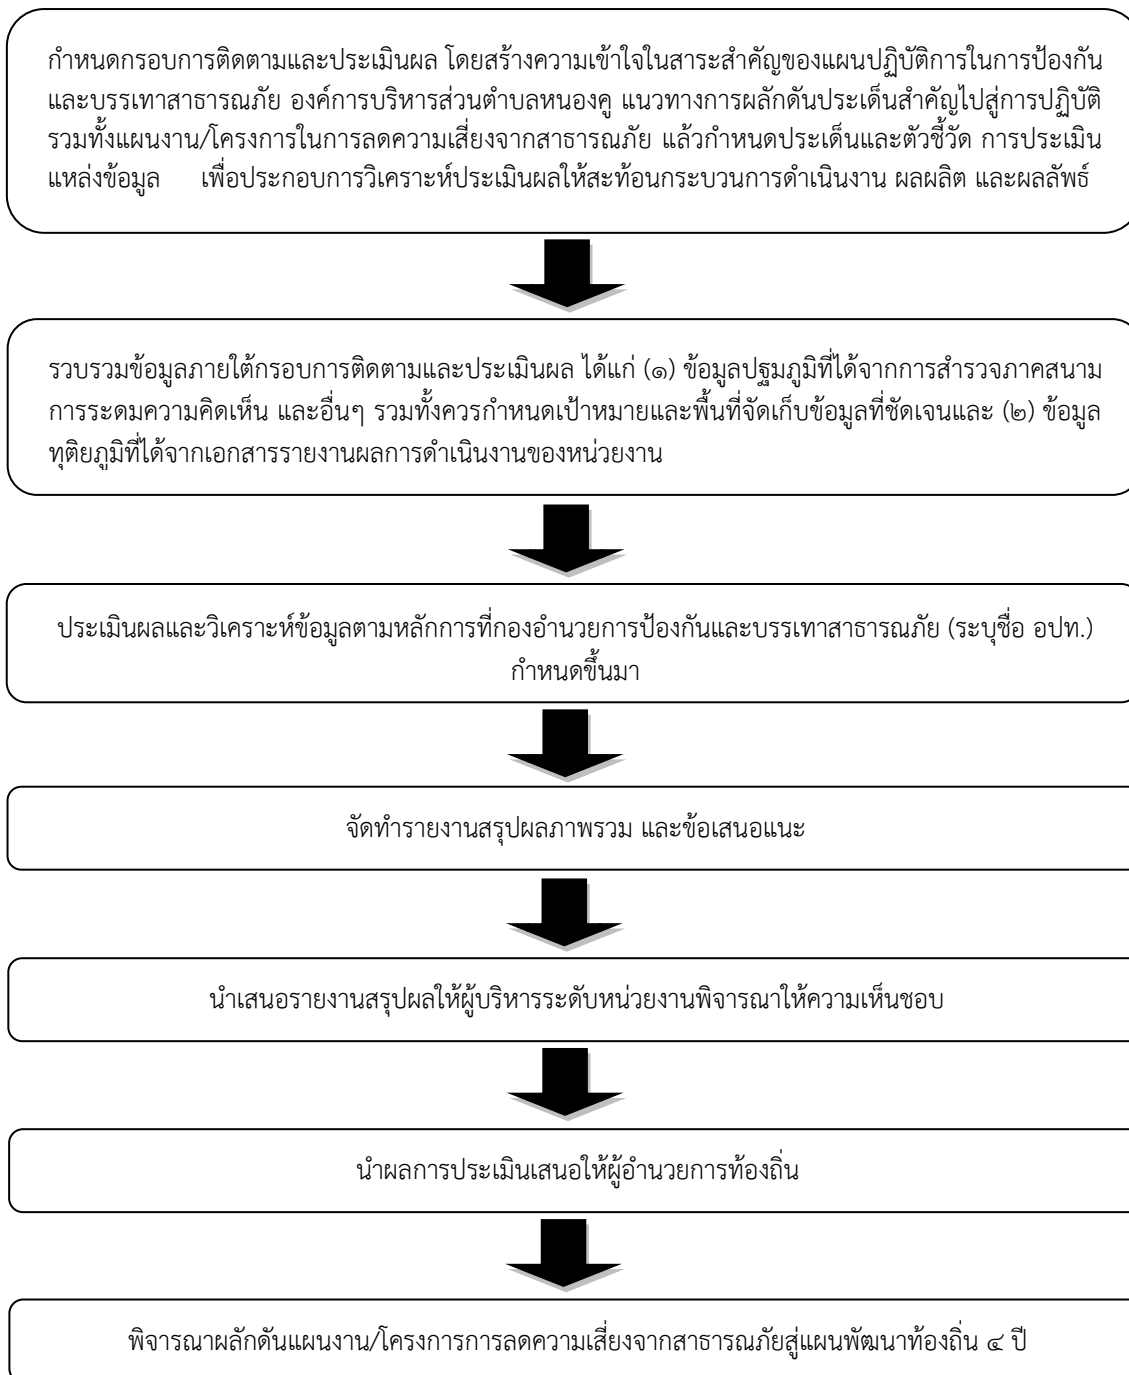 กำหนดกรอบการติดตามและประเมินผล โดยสร้างความเข้าใจในสาระสำคัญของแผนปฏิบัติการในการป้องกัน
และบรรเทาสาธารณภัย องค์การบริหารส่วนตำบลหนองคู แนวทางการผลักดันประเด็นสำคัญไปสู่การปฏิบัติ
รวมทั้งแผนงาน/โครงการในการลดความเสี่ยงจากสาธารณภัย แล้วกำหนดประเด็นและตัวชี้วัด การประเมิน
แหล่งข้อมูล เพื่อประกอบการวิเคราะห์ประเมินผลให้สะท้อนกระบวนการดำเนินงาน ผลผลิต และผลลัพธ์
รวบรวมข้อมูลภายใต้กรอบการติดตามและประเมินผล ได้แก่ (๑) ข้อมูลปฐมภูมิที่ได้จากการสำรวจภาคสนาม
การระดมความคิดเห็น และอื่นๆ รวมทั้งควรกำหนดเป้าหมายและพื้นที่จัดเก็บข้อมูลที่ชัดเจนและ (๒) ข้อมูล
ทุติยภูมิที่ได้จากเอกสารรายงานผลการดำเนินงานของหน่วยงาน
ประเมินผลและวิเคราะห์ข้อมูลตามหลักการที่กองอำนวยการป้องกันและบรรเทาสาธารณภัย (ระบุชื่อ อปท.)
กำหนดขึ้นมา
จัดทำรายงานสรุปผลภาพรวม และข้อเสนอแนะ
นำเสนอรายงานสรุปผลให้ผู้บริหารระดับหน่วยงานพิจารณาให้ความเห็นชอบ
นำผลการประเมินเสนอให้ผู้อำนวยการท้องถิ่น
พิจารณาผลักดันแผนงาน/โครงการการลดความเสี่ยงจากสาธารณภัยสู่แผนพัฒนาท้องถิ่น ๔ ปี